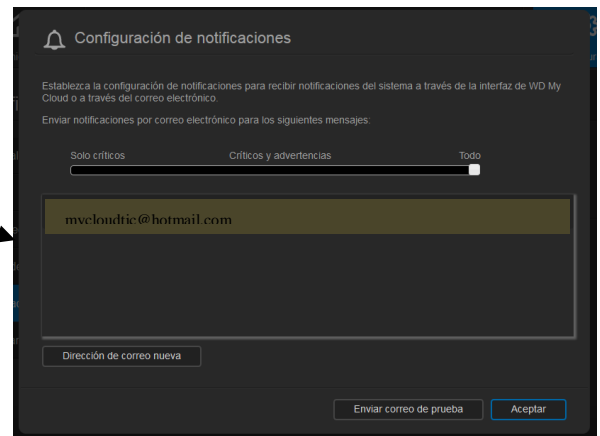 Configuración de notificaciones
Establezca la configuración de notificaciones para recibir notificaciones del sistema a través de la interfaz de WD My
Cloud o a través del correo electrónico.
Enviar notificaciones por correo electrónico para los siguientes mensajes:
Solo críticos Críticos y advertencias Todo
mycloudtic@hotmail.com
Dirección de correo nueva
Enviar correo de prueba Aceptar